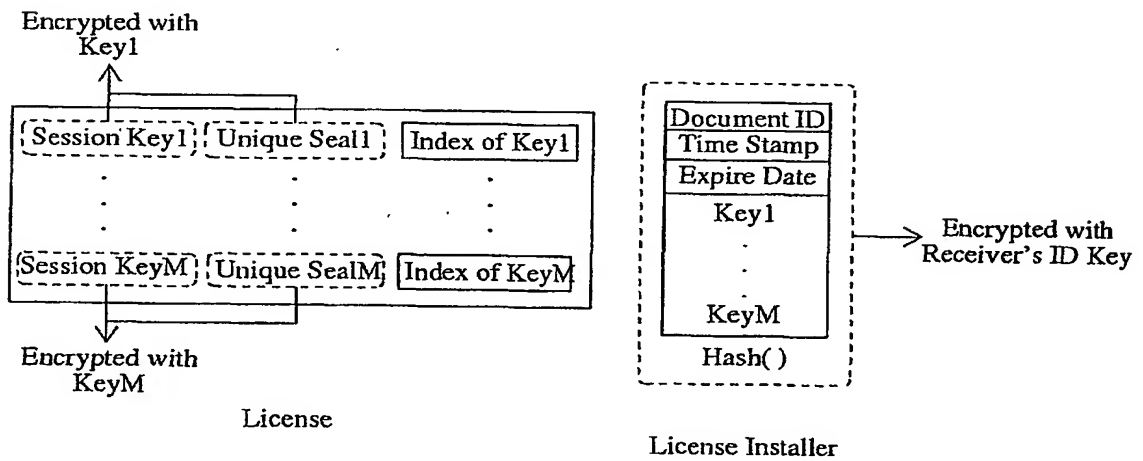 Encrypted with
Key1
Session Key1 Unique Seal1 Index of Key1
Session KeyM Unique SealM Index of KeyM
Encrypted with
KeyM
License
Document ID
Time Stamp
Expire Date
Key1
KeyM
Hash( )
Encrypted with
Receiver's ID Key
License Installer